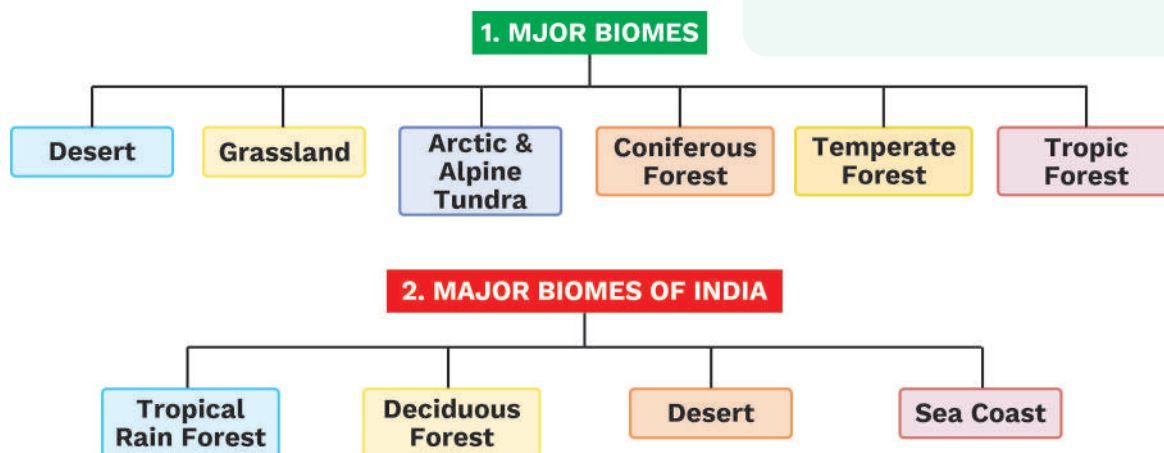 1. MJOR BIOMES
Desert
Grassland
Arctic &
Alpine
Tundra
Coniferous
Forest
Temperate
Forest
Tropic
Forest
2. MAJOR BIOMES OF INDIA
Tropical
Rain Forest
Deciduous
Forest
Desert
Sea Coast